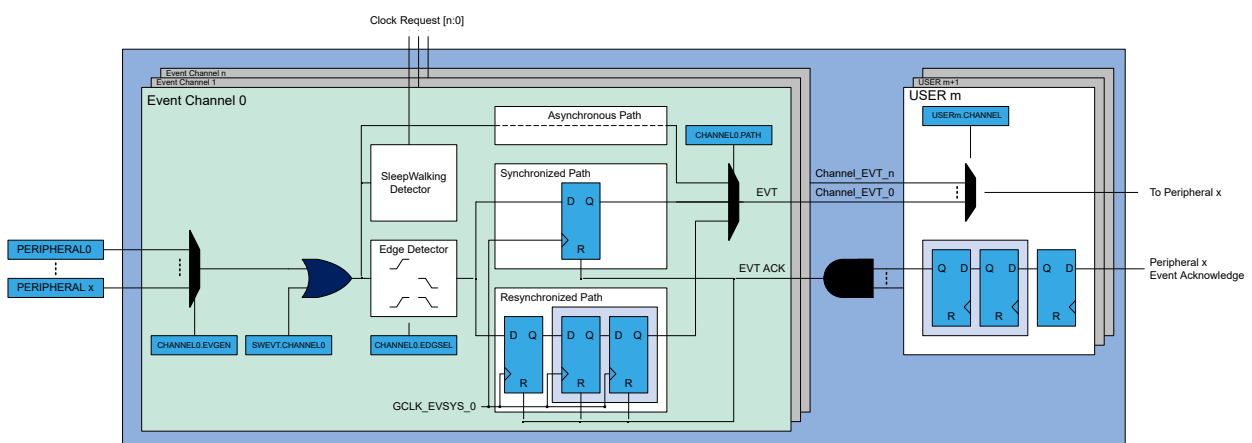 Clock Request [n:0]
Event Channel n
Event Channel 1
Event Channel 0
USER m+1
USER m
Asynchronous Path
CHANNEL0.PATH
USERm.CHANNEL
SleepWalking
Detector
Synchronized Path
D Q
R
EVT
Channel_EVT_n
Channel_EVT_0
To Peripheral x
PERIPHERAL0
PERIPHERAL x
Edge Detector
EVT ACK
Peripheral x
Event Acknowledge
Q D
R
Q D
R
Q D
R
Resynchronized Path
D Q
R
D Q
R
D Q
R
CHANNEL0.EVGEN
SWEVT.CHANNEL0
CHANNEL0.EDGSEL
GCLK_EVSYS_0